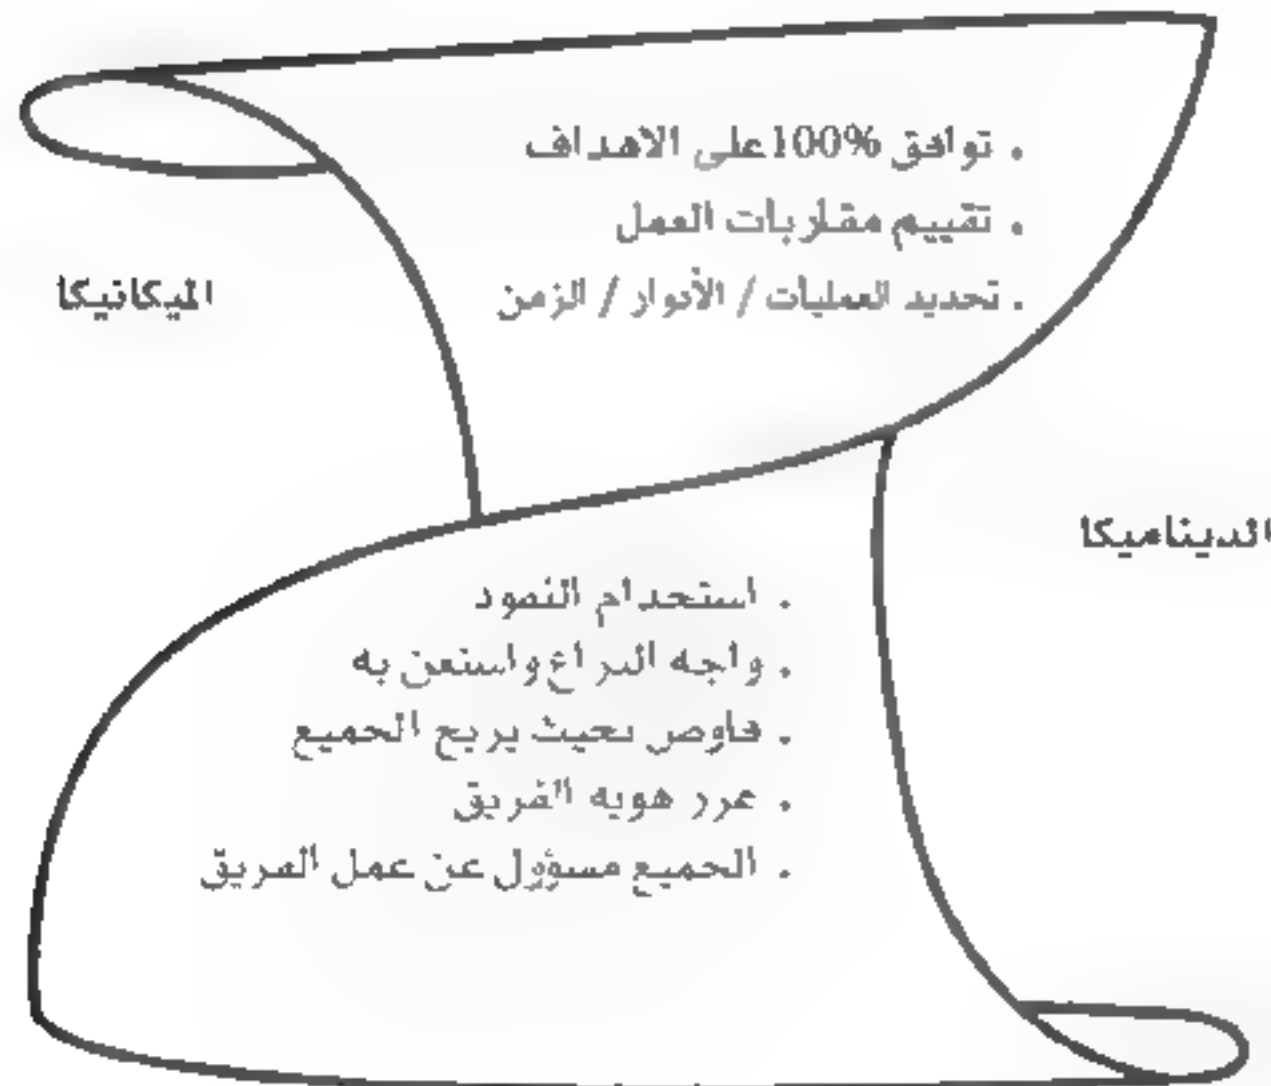 . توافق 100% على الاهداف
. تقييم مقاربات العمل
. تحديد العمليات / الأدوار / الزمن
الميكانيكا
الديناميكا
. استخدام النفوذ
. واجه النزاع واستعن به
. فاوض بحيث يربح الجميع
. عزز هوية الفريق
. الجميع مسؤول عن عمل الفريق